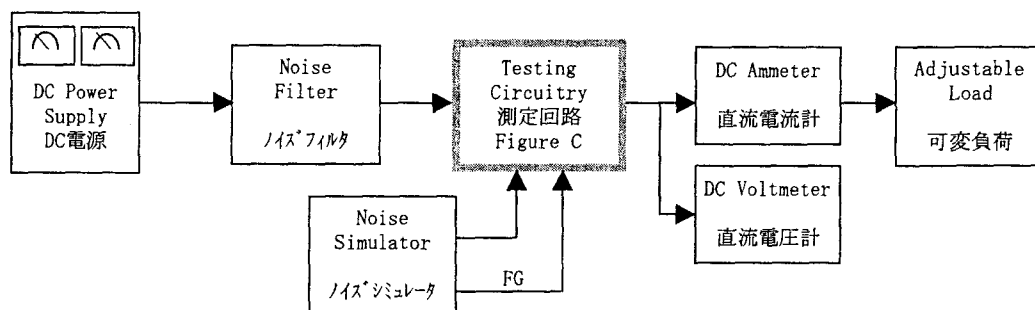 DC Power
Supply
DC電源
Noise
Filter
ノイズフィルタ
Testing
Circuitry
測定回路
Figure C
DC Ammeter
直流電流計
Adjustable
Load
可変負荷
DC Voltmeter
直流電圧計
Noise
Simulator
ノイズシミュレータ
FG